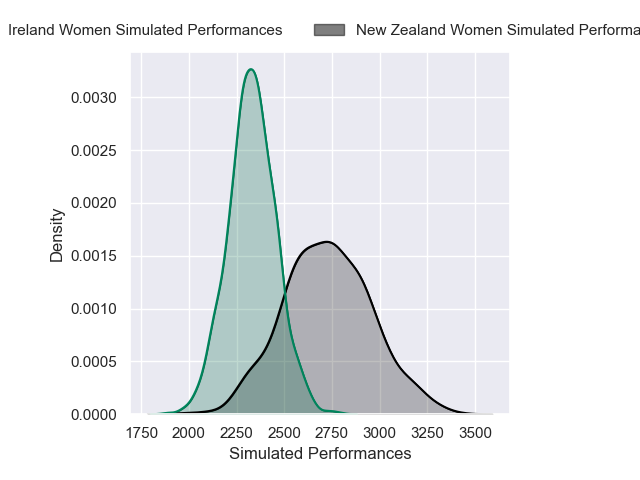 Ireland Women Simulated Performances New Zealand Women Simulated Performa
0.0030
0.0025
0.0020
0.0015
0.0010
0.0005
0.0000
Density
1750 2000 2250 2500 2750 3000 3250 3500
Simulated Performances